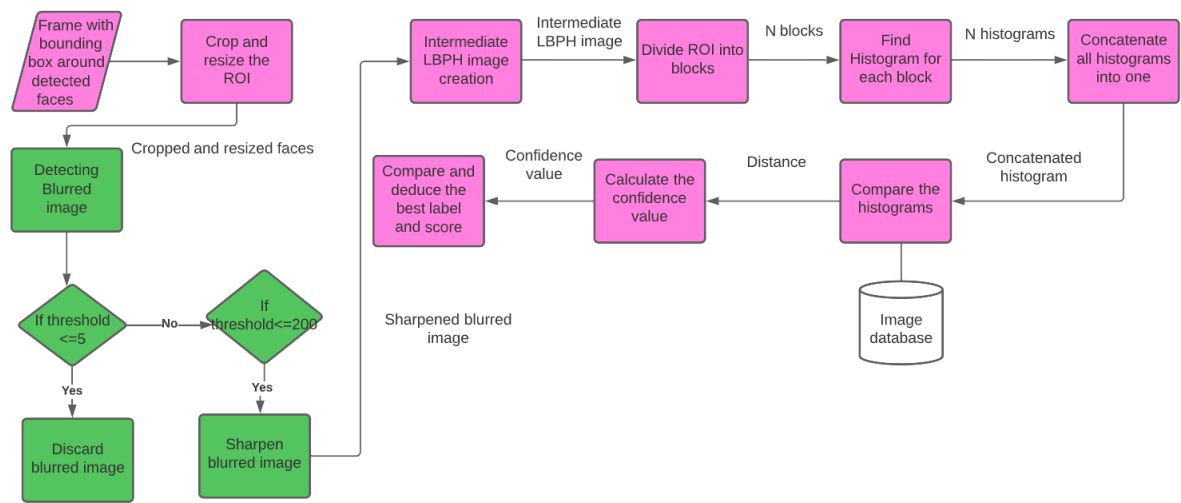 Frame with
bounding
box around
detected
faces
Crop and
resize the
ROI
Cropped and resized faces
Detecting
Blurred
image
If threshold
<=5
No
If
threshold<=200
Yes
Yes
Discard
blurred image
Sharpen
blurred image
Sharpened blurred
image
Intermediate
LBPH image
creation
Intermediate
LBPH image
Divide ROI into
blocks
N blocks
Find
Histogram for
each block
N histograms
Concatenate
all histograms
into one
Concatenated
histogram
Compare the
histograms
Image
database
Distance
Calculate the
confidence
value
Confidence
value
Compare and
deduce the
best label
and score